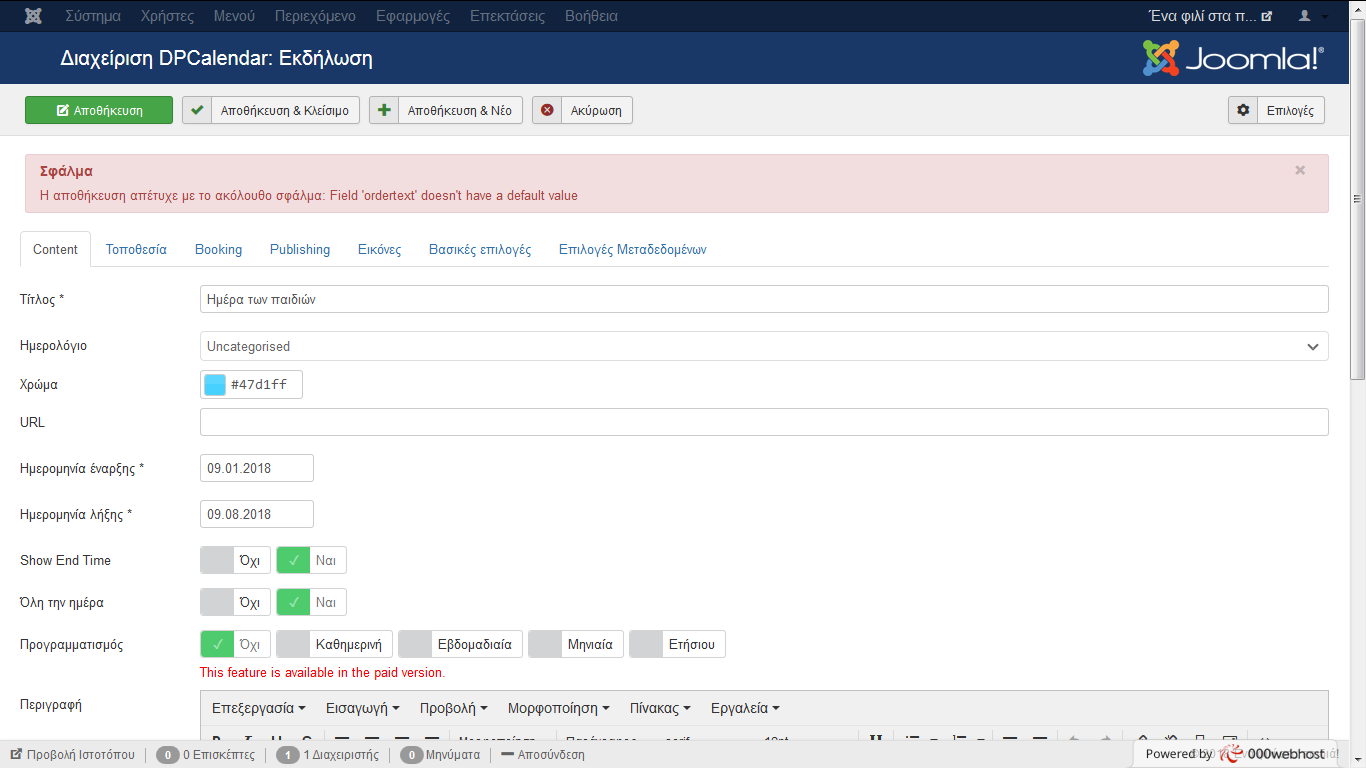 Σύστημα Χρήστες Μενού Περιεχόμενο Εφαρμογές Επεκτάσεις Βοήθεια Ένα φιλί στα π...
Διαχείριση DPCalendar: Εκδήλωση Joomla!®
Αποθήκευση Αποθήκευση & Κλείσιμο Αποθήκευση & Νέο Ακύρωση Επιλογές
Σφάλμα
Η αποθήκευση απέτυχε με το ακόλουθο σφάλμα: Field 'ordertext' doesn't have a default value
Content Τοποθεσία Booking Publishing Εικόνες Βασικές επιλογές Επιλογές Μεταδεδομένων
Τίτλος * Ημέρα των παιδιών
Ημερολόγιο Uncategorised
Χρώμα #47d1ff
URL
Ημερομηνία έναρξης * 09.01.2018
Ημερομηνία λήξης * 09.08.2018
Show End Time Όχι Ναι
Όλη την ημέρα Όχι Ναι
Προγραμματισμός Όχι Καθημερινή Εβδομαδιαία Μηνιαία Ετήσιου
This feature is available in the paid version.
Περιγραφή Επεξεργασία Εισαγωγή Προβολή Μορφοποίηση Πίνακας Εργαλεία
Προβολή Ιστοτόπου 0 0 Επισκέπτες 1 1 Διαχειριστής 0 Μηνύματα Αποσύνδεση Powered by 000webhost